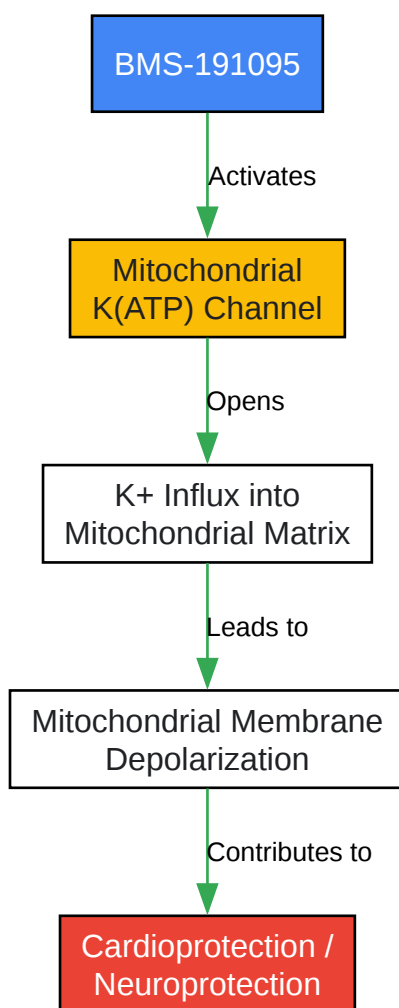 BMS-191095
Activates
Mitochondrial
K(ATP) Channel
Opens
K+ Influx into
Mitochondrial Matrix
Leads to
Mitochondrial Membrane
Depolarization
Contributes to
Cardioprotection /
Neuroprotection